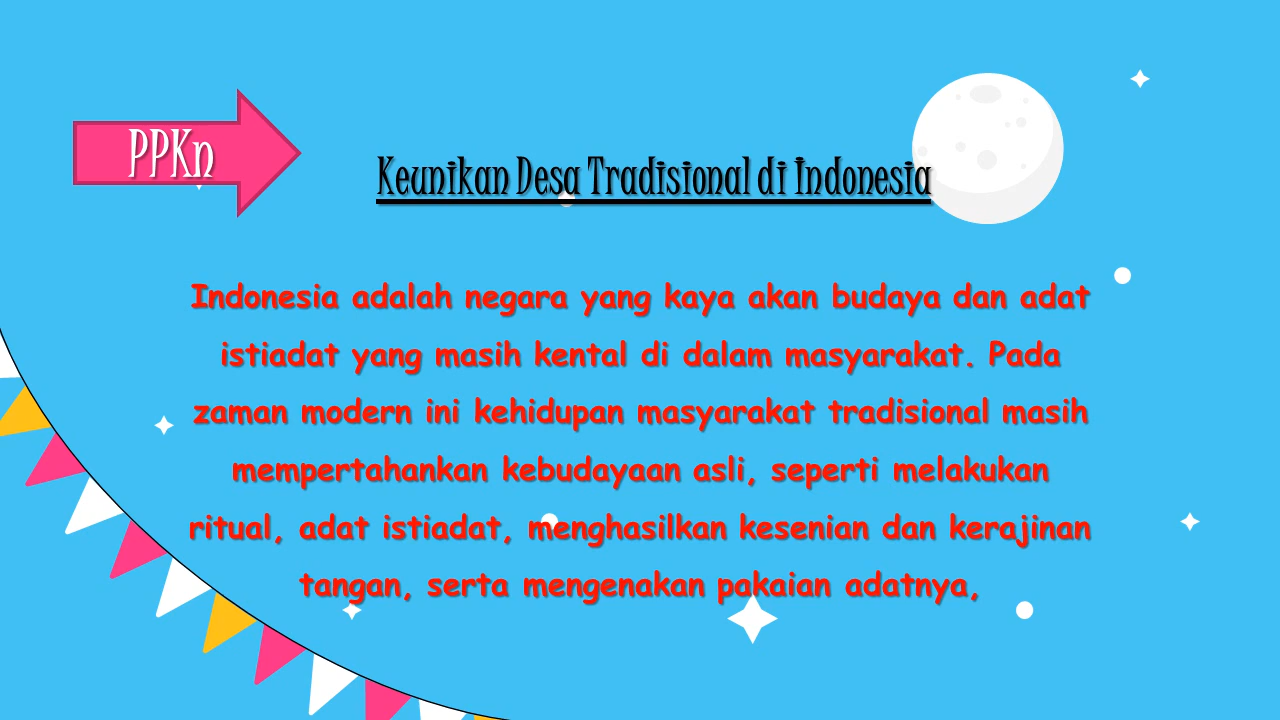 PPKn
Keunikan Desa Tradisional di Indonesia
Indonesia adalah negara yang kaya akan budaya dan adat
istiadat yang masih kental di dalam masyarakat. Pada
zaman modern ini kehidupan masyarakat tradisional masih
mempertahankan kebudayaan asli, seperti melakukan
ritual, adat istiadat, menghasilkan kesenian dan kerajinan
tangan, serta mengenakan pakaian adatnya,